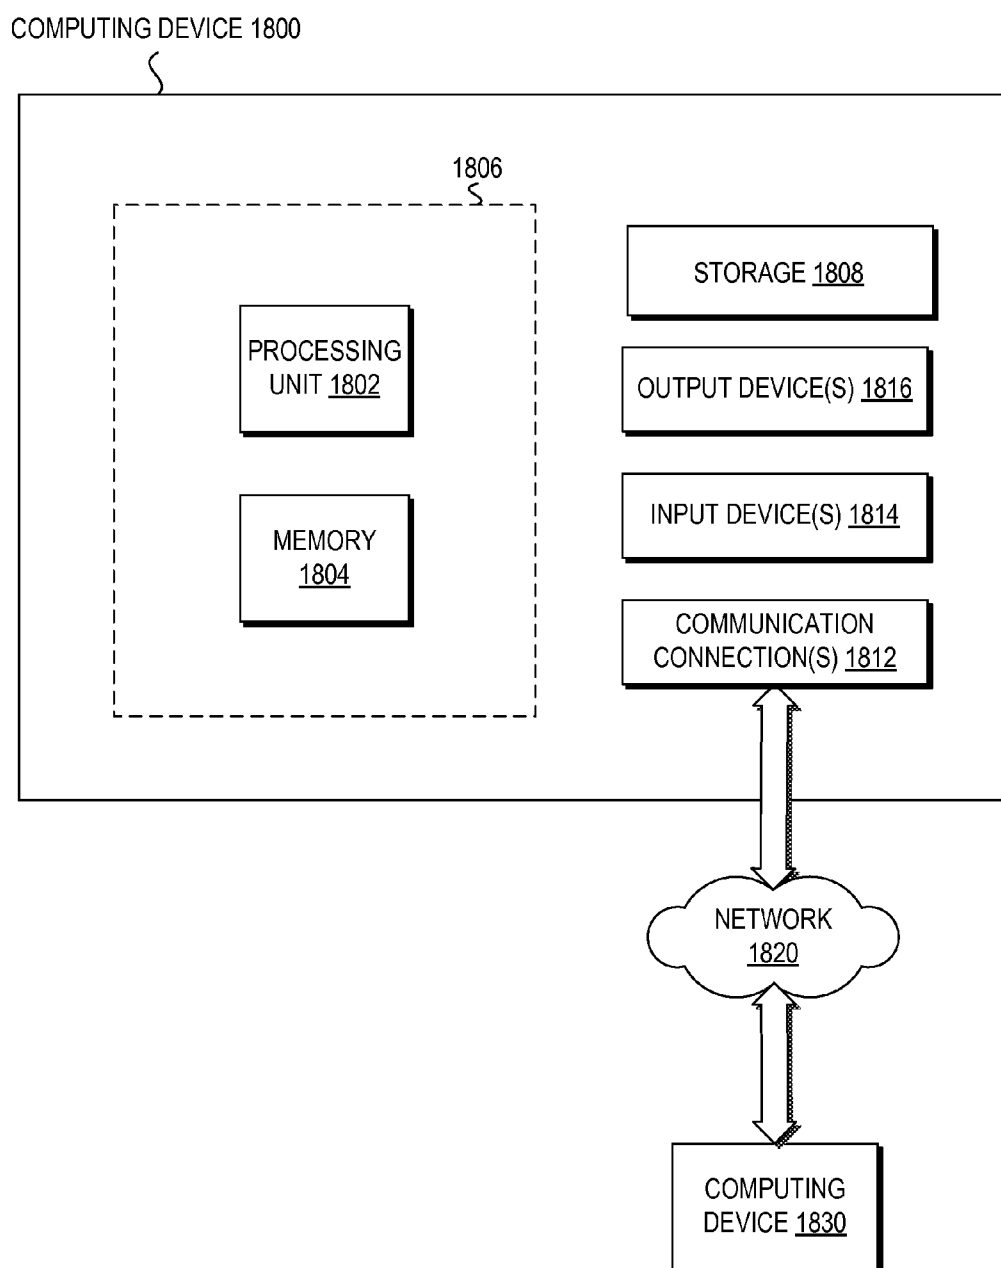 COMPUTING DEVICE 1800
1806
PROCESSING
UNIT 1802
MEMORY
1804
STORAGE 1808
OUTPUT DEVICE(S) 1816
INPUT DEVICE(S) 1814
COMMUNICATION
CONNECTION(S) 1812
NETWORK
1820
COMPUTING
DEVICE 1830